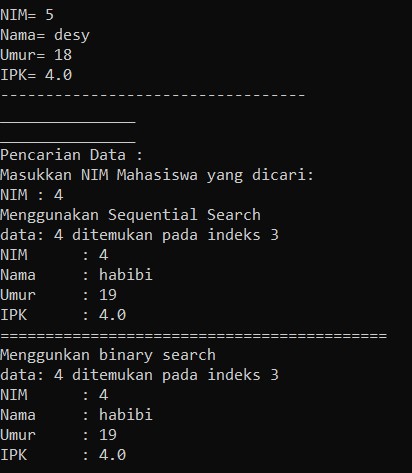 NIM= 5
Nama= desy
Umur= 18
IPK= 4.0
----------------------------------
_______________
_______________
Pencarian Data :
Masukkan NIM Mahasiswa yang dicari:
NIM : 4
Menggunakan Sequential Search
data: 4 ditemukan pada indeks 3
NIM      : 4
Nama     : habibi
Umur     : 19
IPK      : 4.0
===========================================
Menggunkan binary search
data: 4 ditemukan pada indeks 3
NIM      : 4
Nama     : habibi
Umur     : 19
IPK      : 4.0